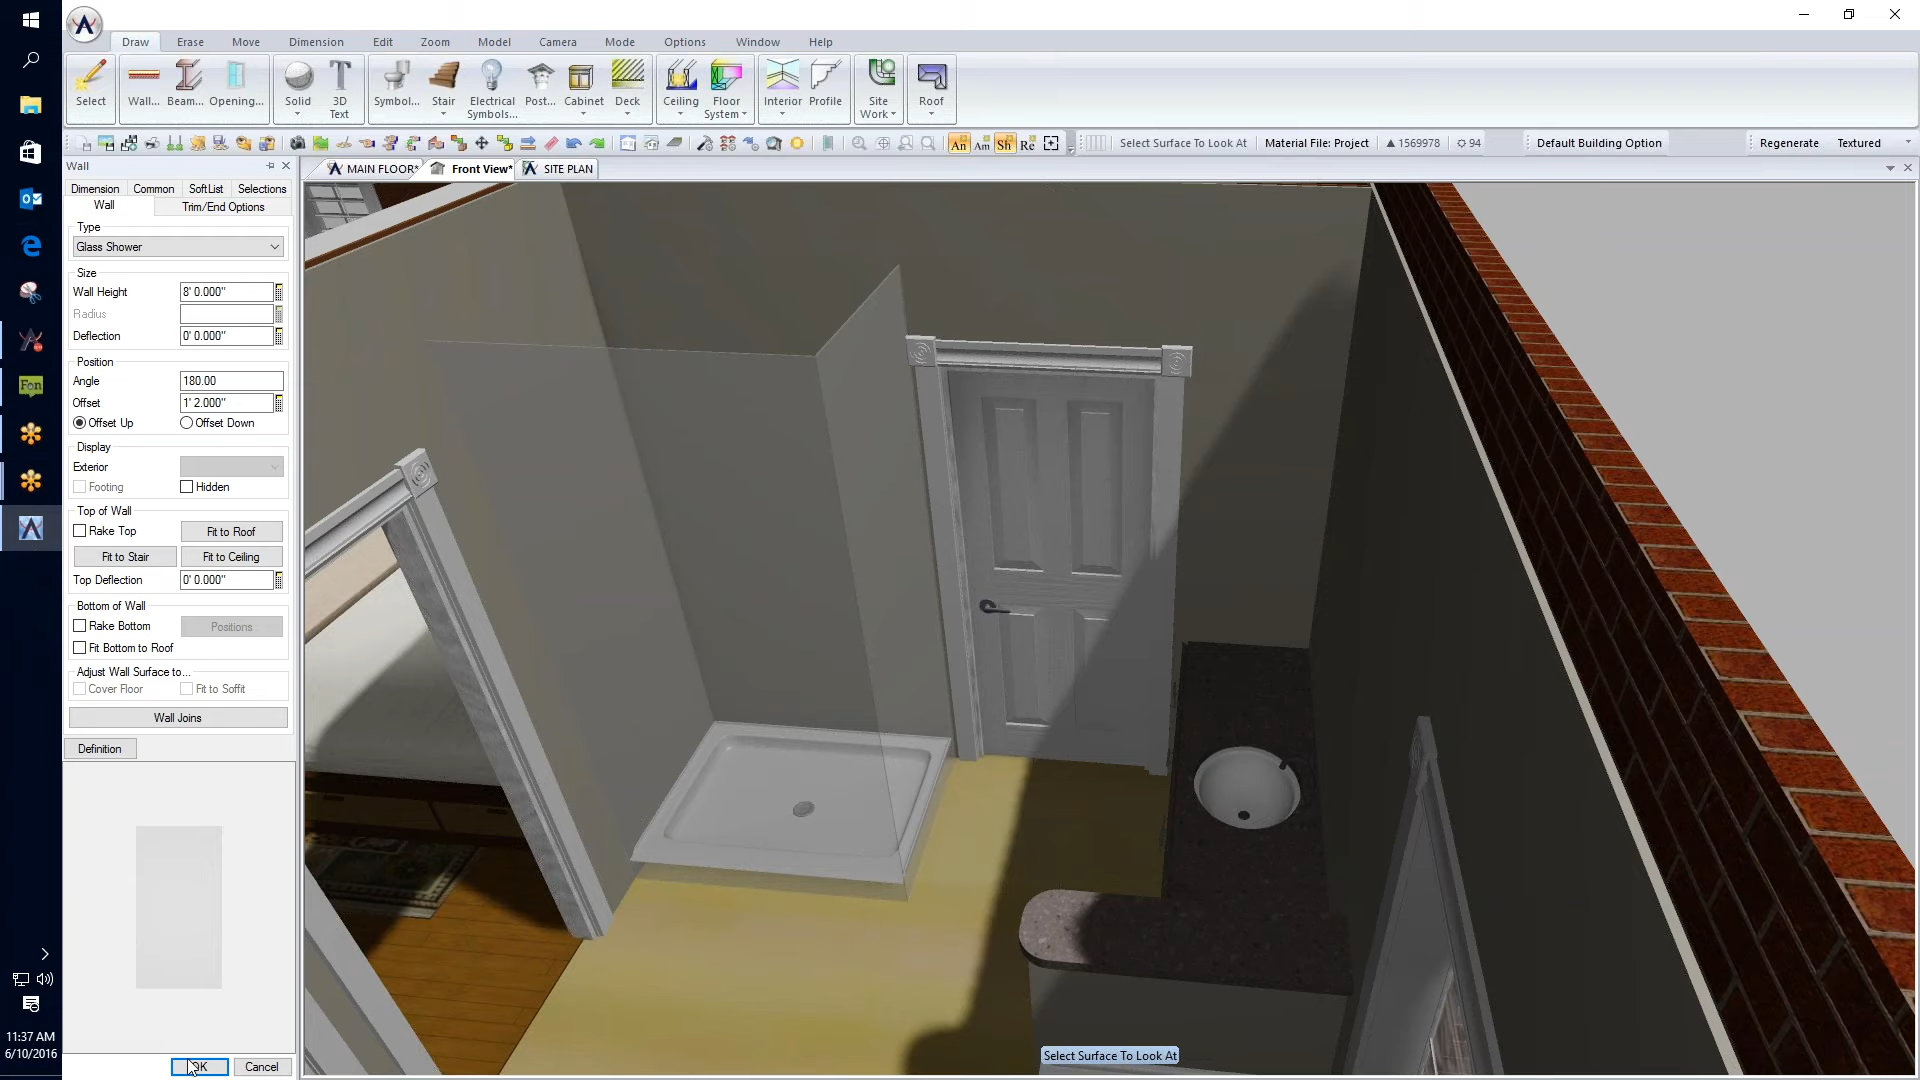 Draw Erase Move Dimension Edit Zoom Model Camera Mode Options Window Help
Select Wall... Beam... Opening... Solid 3D Text Symbol... Stair Electrical Symbols... Post... Cabinet Deck Ceiling Floor System Interior Profile Site Work Roof
An Am Sh Re Select Surface To Look At Material File: Project 1569978 94 Default Building Option Regenerate Textured
Wall
MAIN FLOOR* Front View* SITE PLAN
Dimension Common SoftList Selections
Wall Trim/End Options
Type
Glass Shower
Size
Wall Height 8' 0.000"
Radius
Deflection 0' 0.000"
Position
Angle 180.00
Offset 1' 2.000"
Offset Up Offset Down
Display
Exterior
Footing Hidden
Top of Wall
Rake Top Fit to Roof
Fit to Stair Fit to Ceiling
Top Deflection 0' 0.000"
Bottom of Wall
Rake Bottom Positions
Fit Bottom to Roof
Adjust Wall Surface to...
Cover Floor Fit to Soffit
Wall Joins
Definition
Fon
11:37 AM
6/10/2016
OK Cancel
Select Surface To Look At